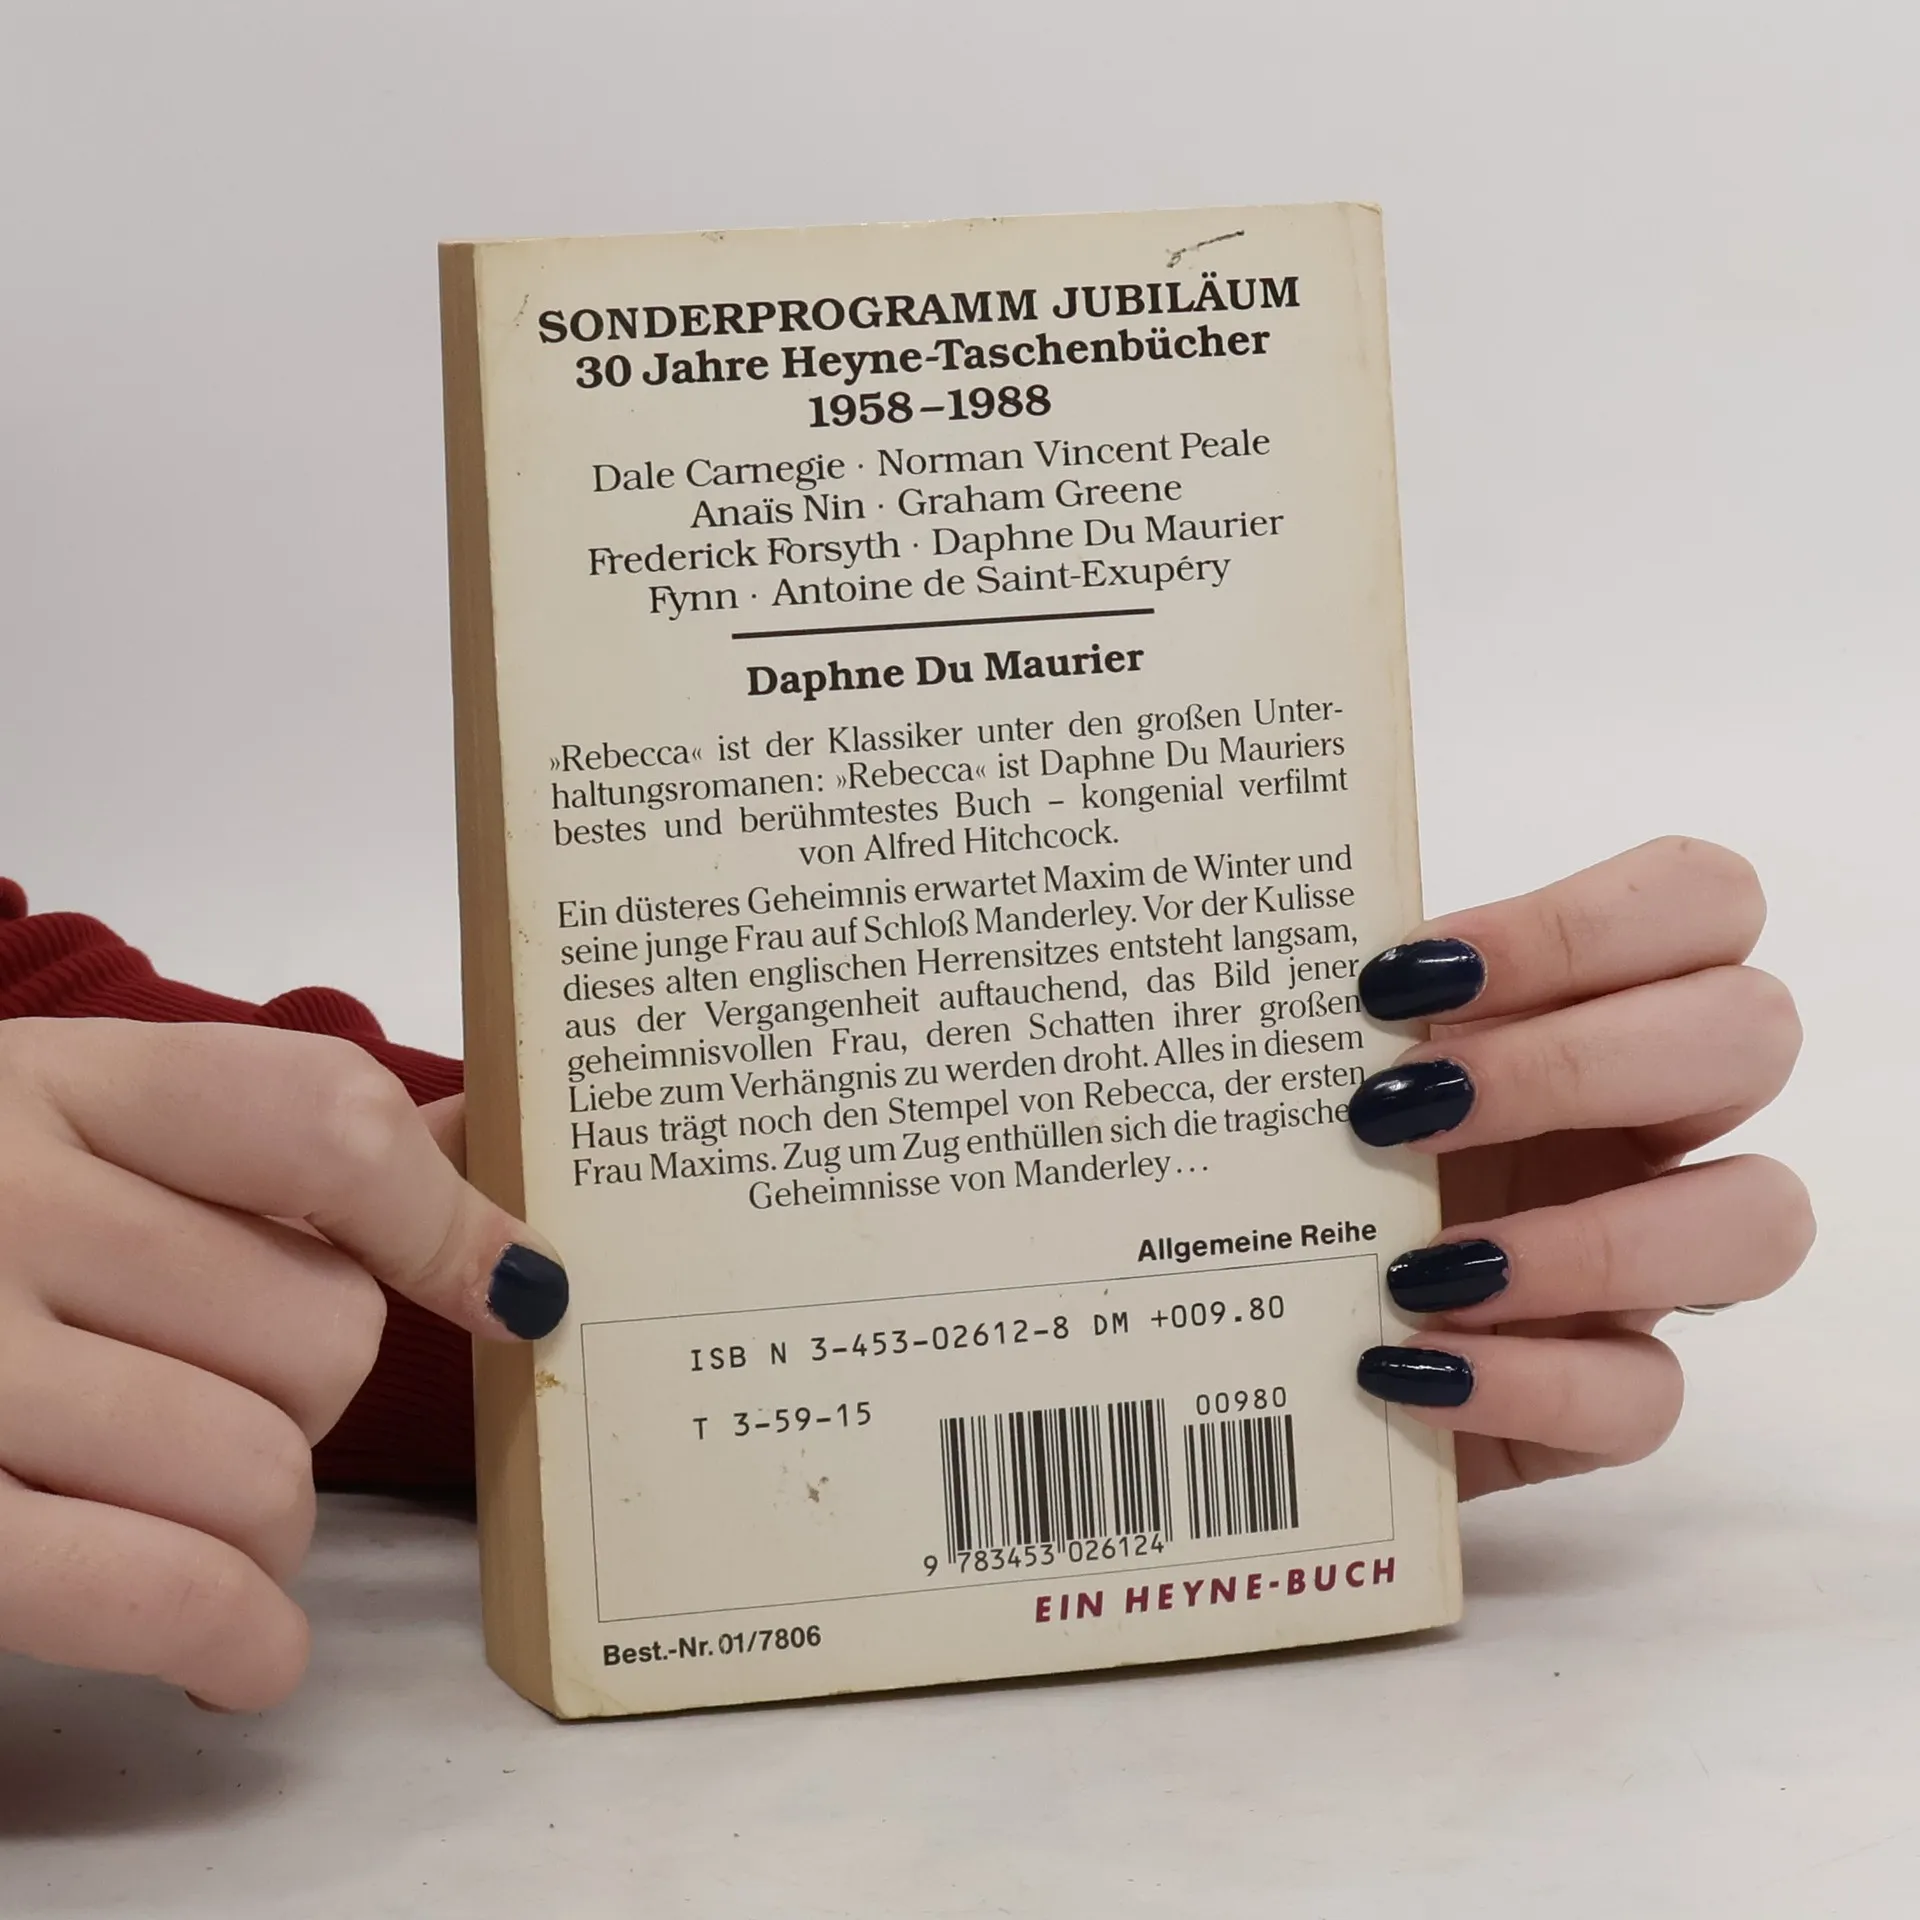 SONDERPROGRAMM JUBILÄUM
30 Jahre Heyne-Taschenbücher
1958–1988
Dale Carnegie · Norman Vincent Peale
Anaïs Nin · Graham Greene
Frederick Forsyth · Daphne Du Maurier
Fynn · Antoine de Saint-Exupéry
Daphne Du Maurier
»Rebecca« ist der Klassiker unter den großen Unter-
haltungsromanen: »Rebecca« ist Daphne Du Mauriers
bestes und berühmtestes Buch – kongenial verfilmt
von Alfred Hitchcock.
Ein düsteres Geheimnis erwartet Maxim de Winter und
seine junge Frau auf Schloß Manderley. Vor der Kulisse
dieses alten englischen Herrensitzes entsteht langsam,
aus der Vergangenheit auftauchend, das Bild jener
geheimnisvollen Frau, deren Schatten ihrer großen
Liebe zum Verhängnis zu werden droht. Alles in diesem
Haus trägt noch den Stempel von Rebecca, der ersten
Frau Maxims. Zug um Zug enthüllen sich die tragische
Geheimnisse von Manderley...
Allgemeine Reihe
ISB N 3-453-02612-8 DM +009.80
T 3-59-15
00980
9 783453 026124
EIN HEYNE-BUCH
Best.-Nr. 01/7806